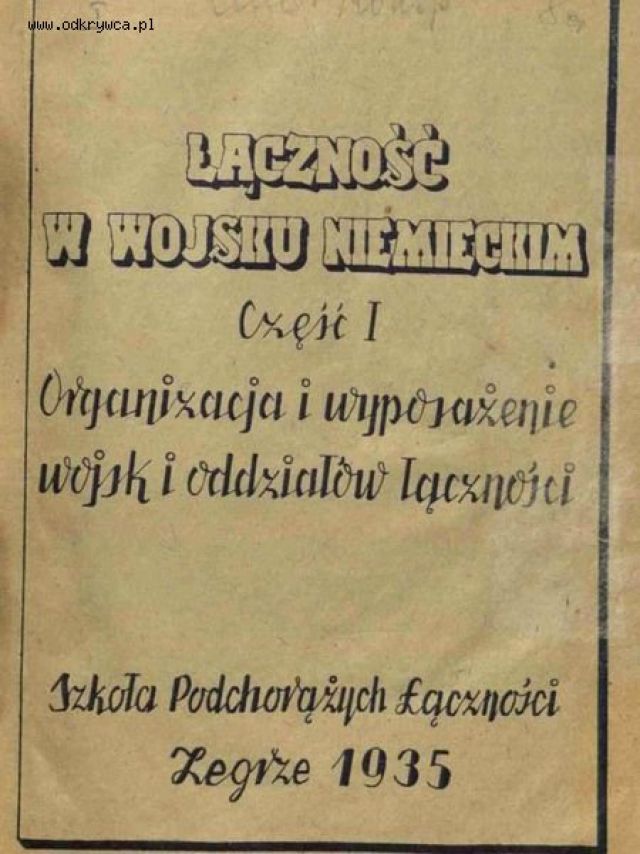 www.odkrywca.pl
ŁĄCZNOŚĆ
W WOJSKU NIEMIECKIM
Część I
Organizacja i wyposażenie
wojsk i oddziałów łączności
Szkoła Podchorążych Łączności
Zegrze 1935